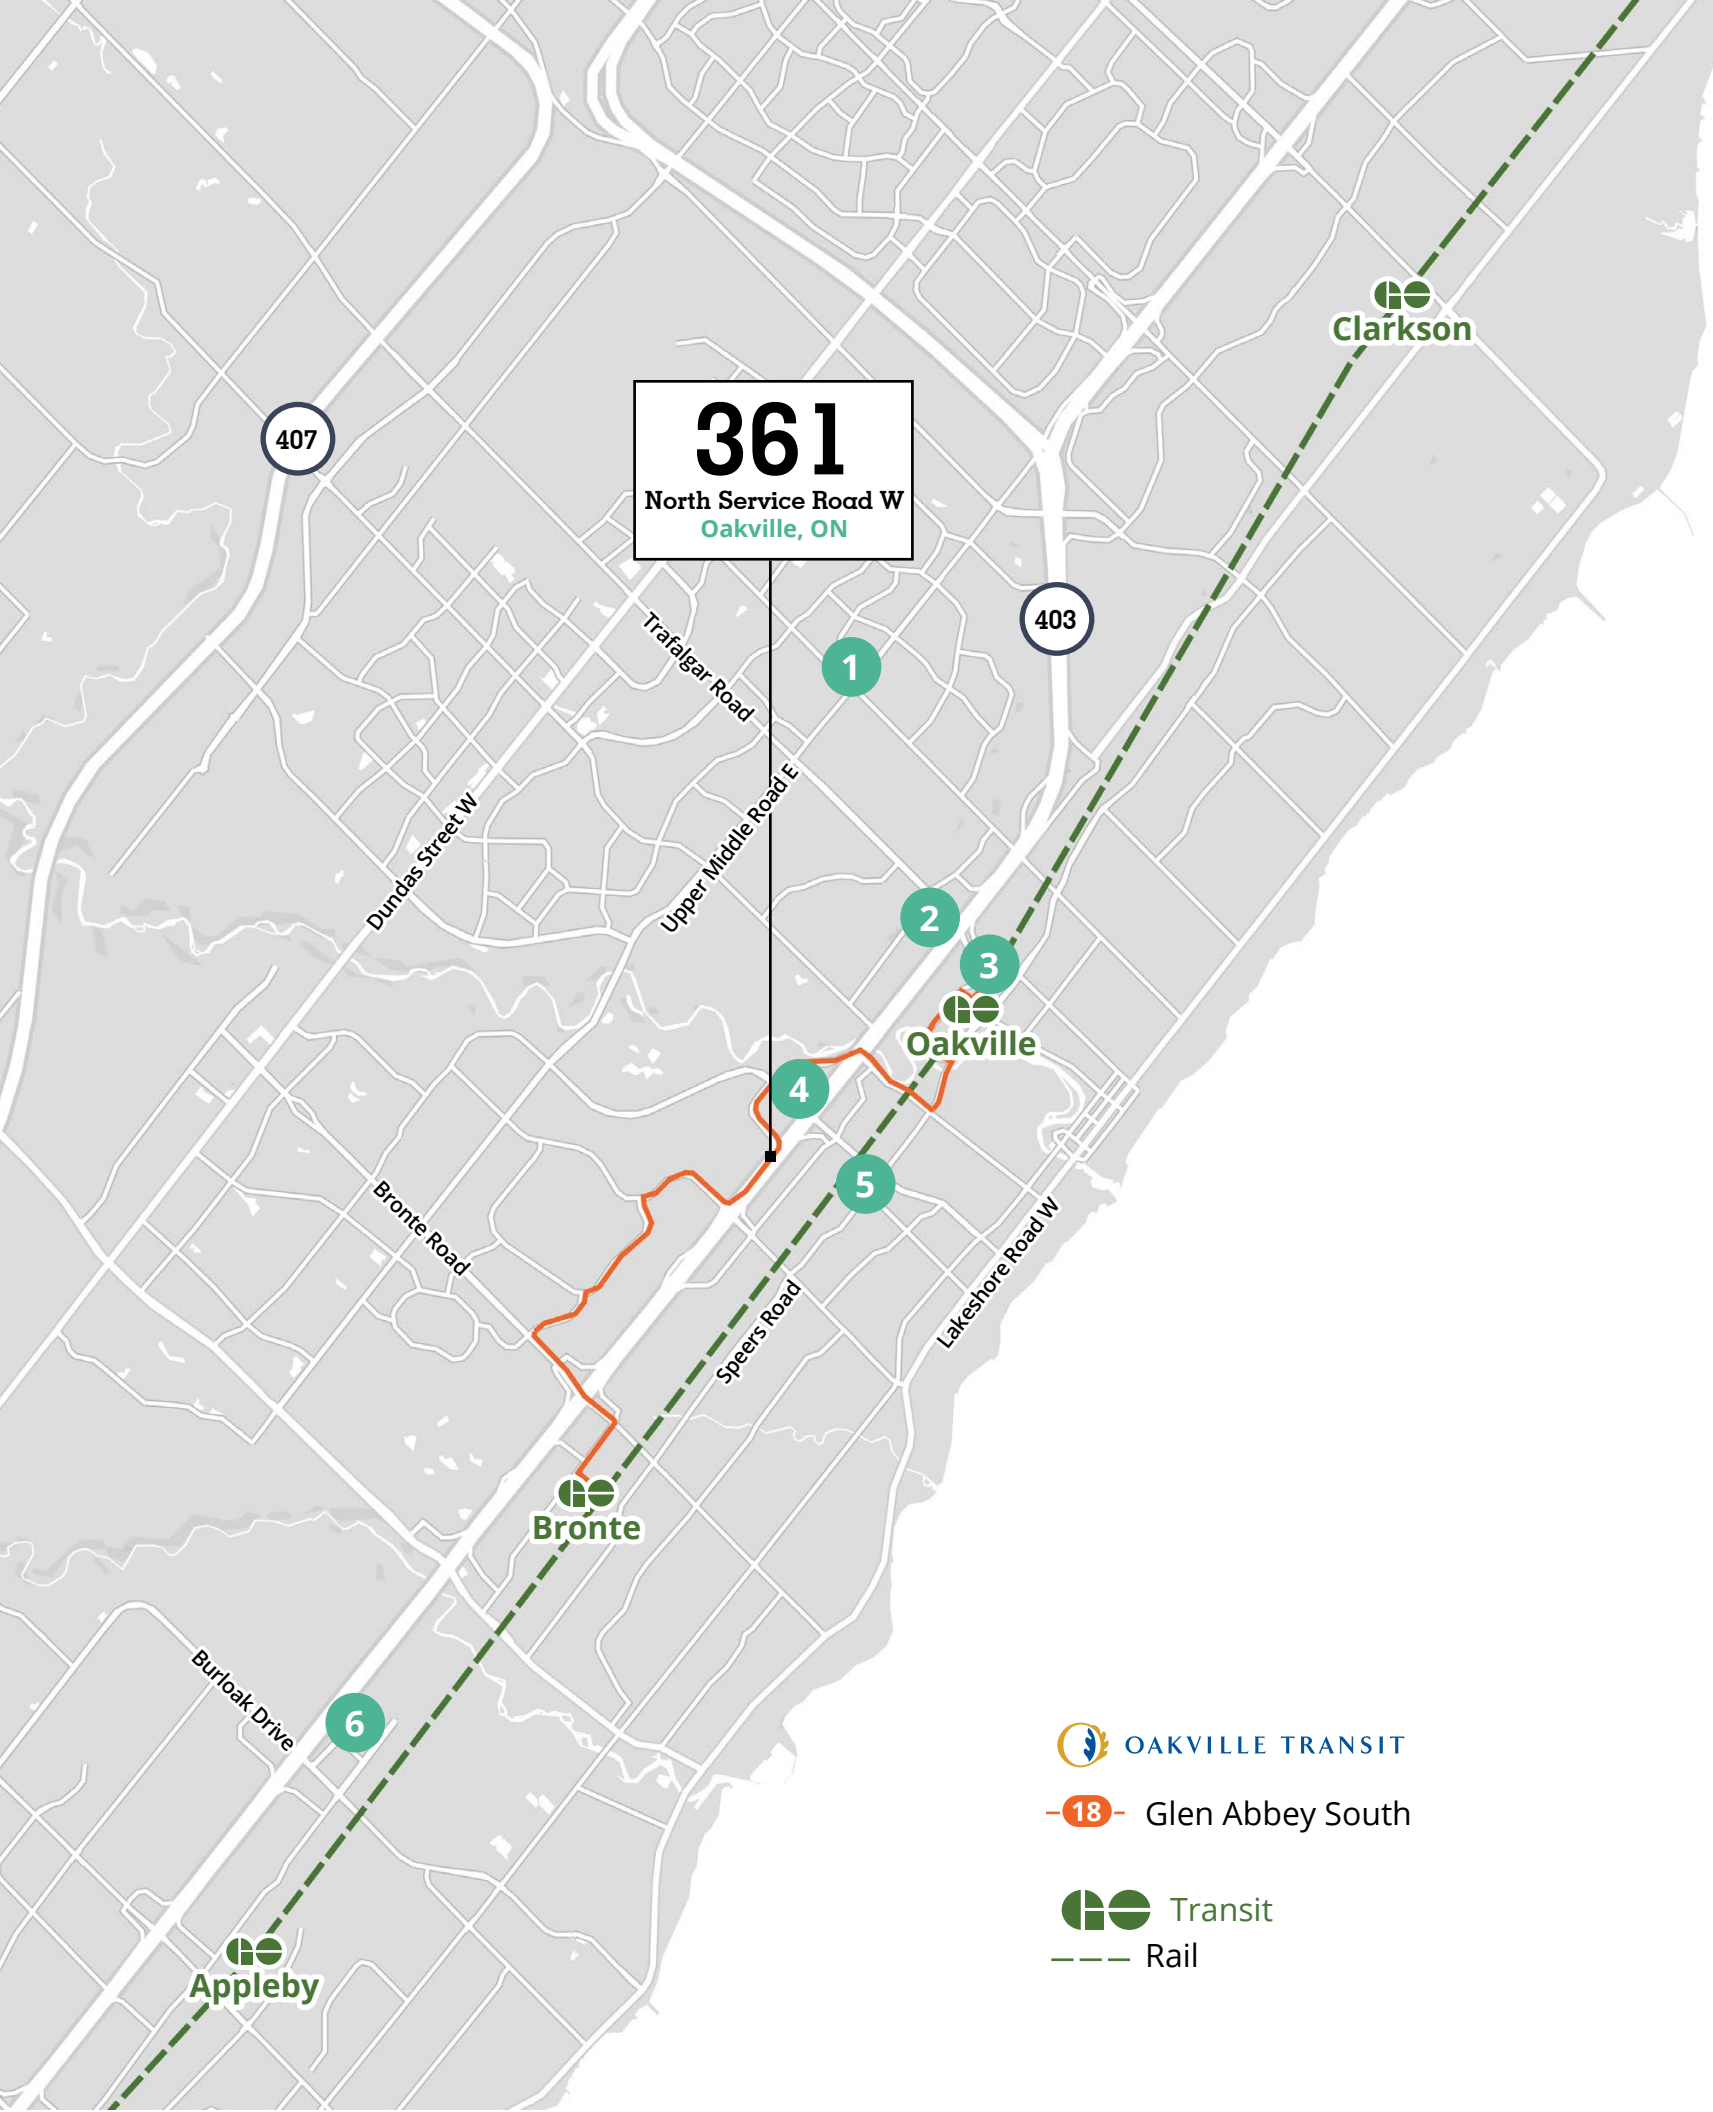 Clarkson
407
361
North Service Road W
Oakville, ON
403
Trafalgar Road
1
Upper Middle Road E
Dundas Street W
2
3
Oakville
4
5
Bronte Road
Lakeshore Road W
Speers Road
Bronte
Burloak Drive
6
Appleby
OAKVILLE TRANSIT
18 Glen Abbey South
GO Transit
Rail